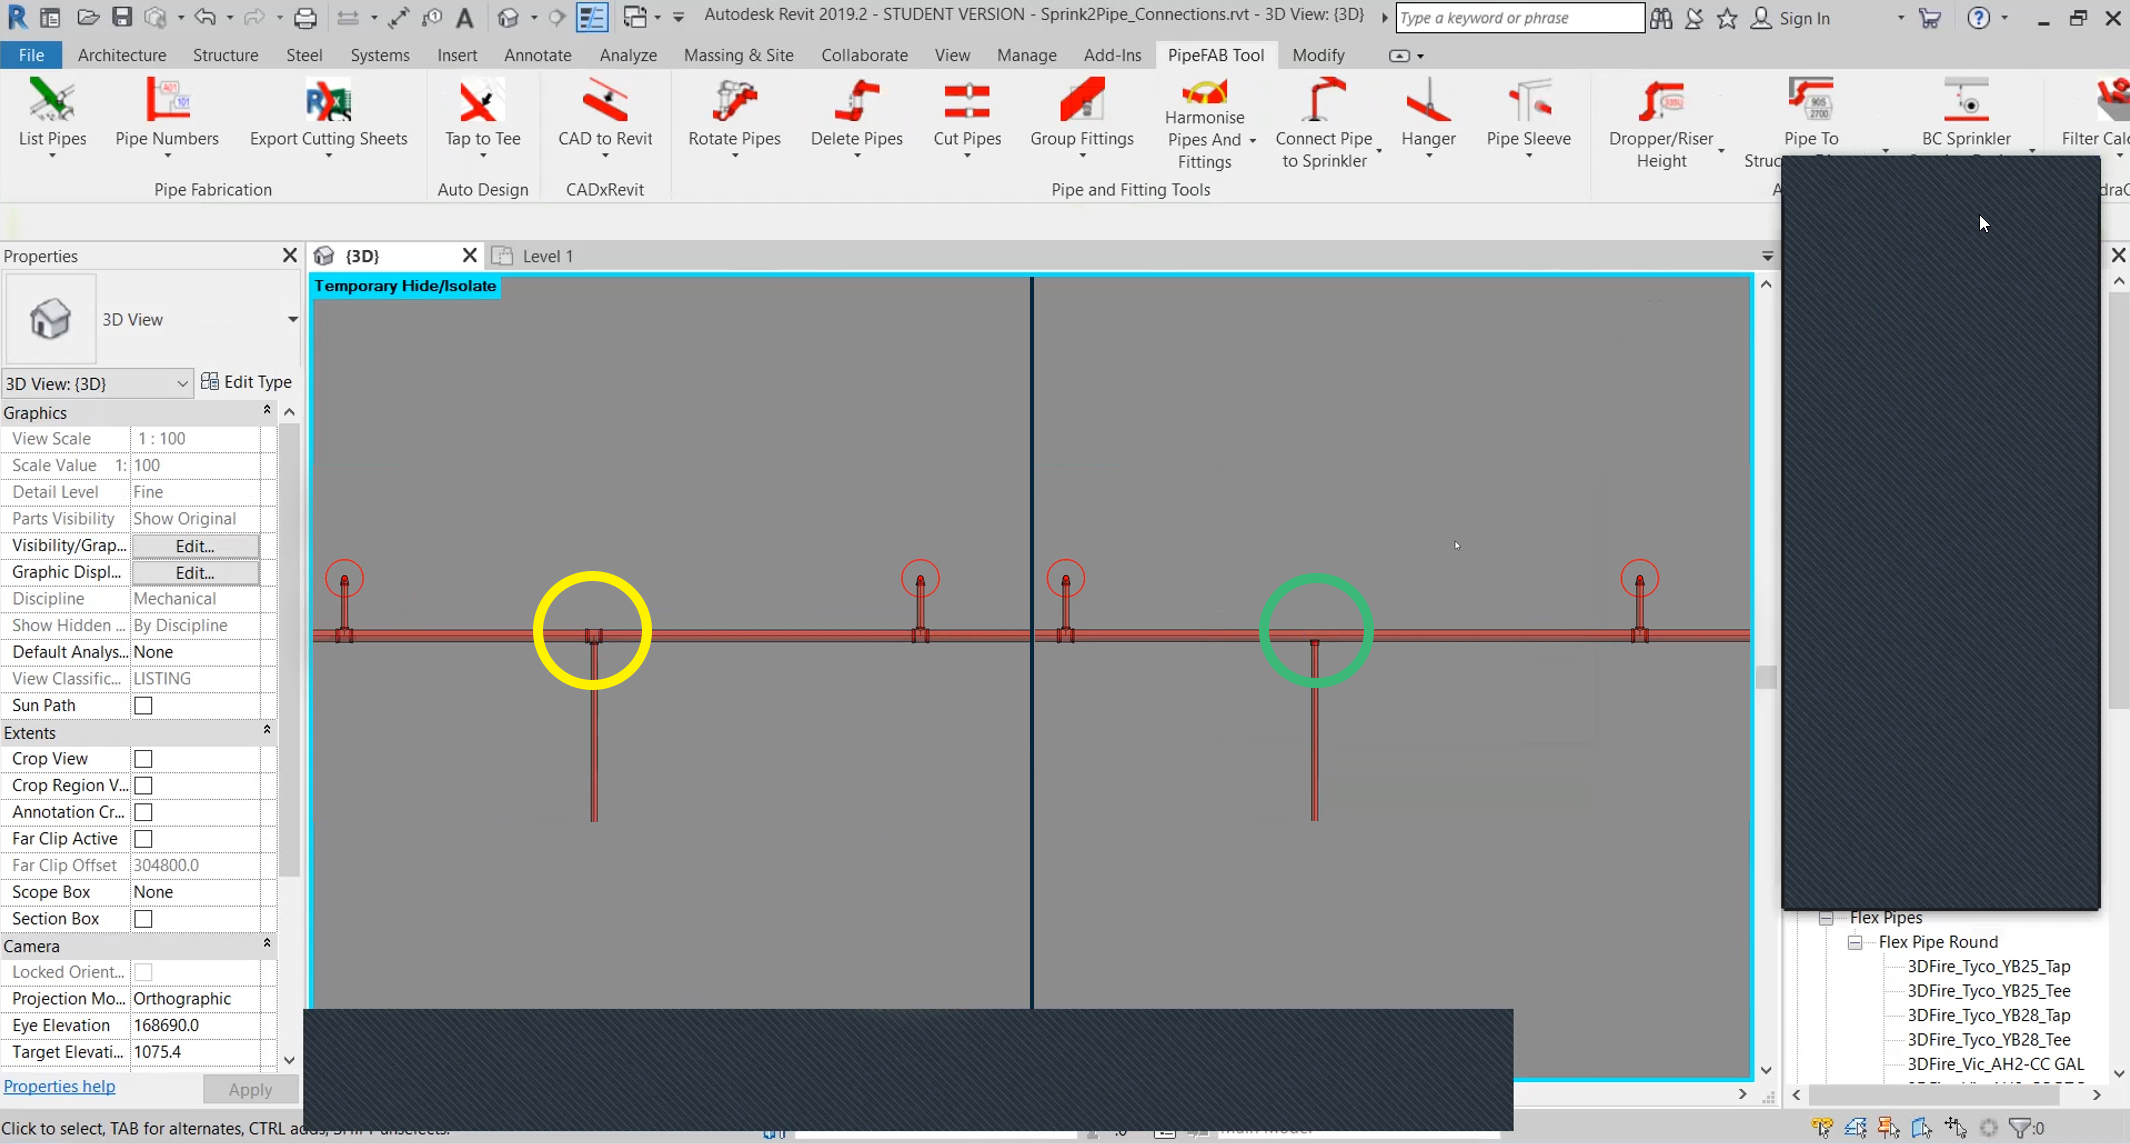 Autodesk Revit 2019.2 - STUDENT VERSION - Sprink2Pipe_Connections.rvt - 3D View: {3D}
Type a keyword or phrase
Sign In
File Architecture Structure Steel Systems Insert Annotate Analyze Massing & Site Collaborate View Manage Add-Ins PipeFAB Tool Modify
List Pipes
Pipe Numbers
Export Cutting Sheets
Tap to Tee
CAD to Revit
Rotate Pipes
Delete Pipes
Cut Pipes
Group Fittings
Harmonise
Pipes And
Fittings
Connect Pipe
to Sprinkler
Hanger
Pipe Sleeve
Dropper/Riser
Height
Pipe To
BC Sprinkler
Pipe Fabrication
Auto Design
CADxRevit
Pipe and Fitting Tools
Properties
{3D}
Level 1
Temporary Hide/Isolate
3D View
3D View: {3D}
Edit Type
Graphics
View Scale 1 : 100
Scale Value 1: 100
Detail Level Fine
Parts Visibility Show Original
Visibility/Grap... Edit...
Graphic Displ... Edit...
Discipline Mechanical
Show Hidden ... By Discipline
Default Analys... None
View Classific... LISTING
Sun Path
Extents
Crop View
Crop Region V...
Annotation Cr...
Far Clip Active
Far Clip Offset 304800.0
Scope Box None
Section Box
Camera
Locked Orient...
Projection Mo... Orthographic
Eye Elevation 168690.0
Target Elevati... 1075.4
Properties help
Apply
Flex Pipes
Flex Pipe Round
3DFire_Tyco_YB25_Tap
3DFire_Tyco_YB25_Tee
3DFire_Tyco_YB28_Tap
3DFire_Tyco_YB28_Tee
3DFire_Vic_AH2-CC GAL
Click to select, TAB for alternates, CTRL
:0